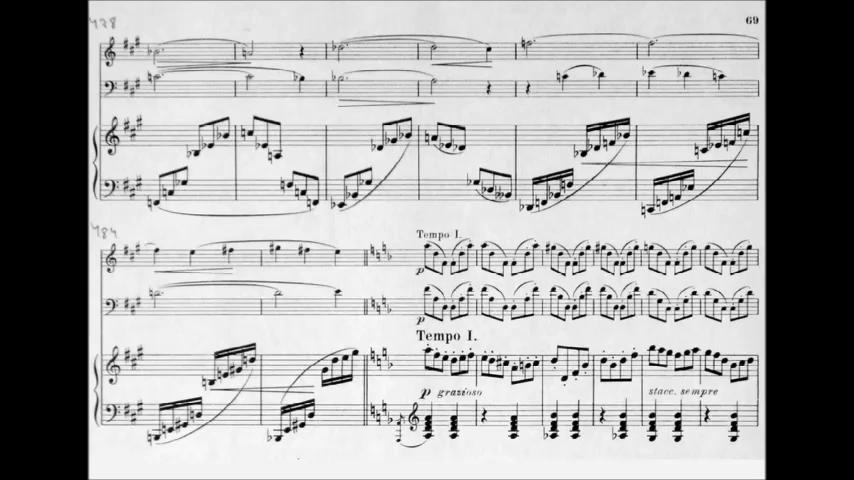 478
69
484
Tempo I.
p
p
Tempo I.
p grazioso
stacc. sempre